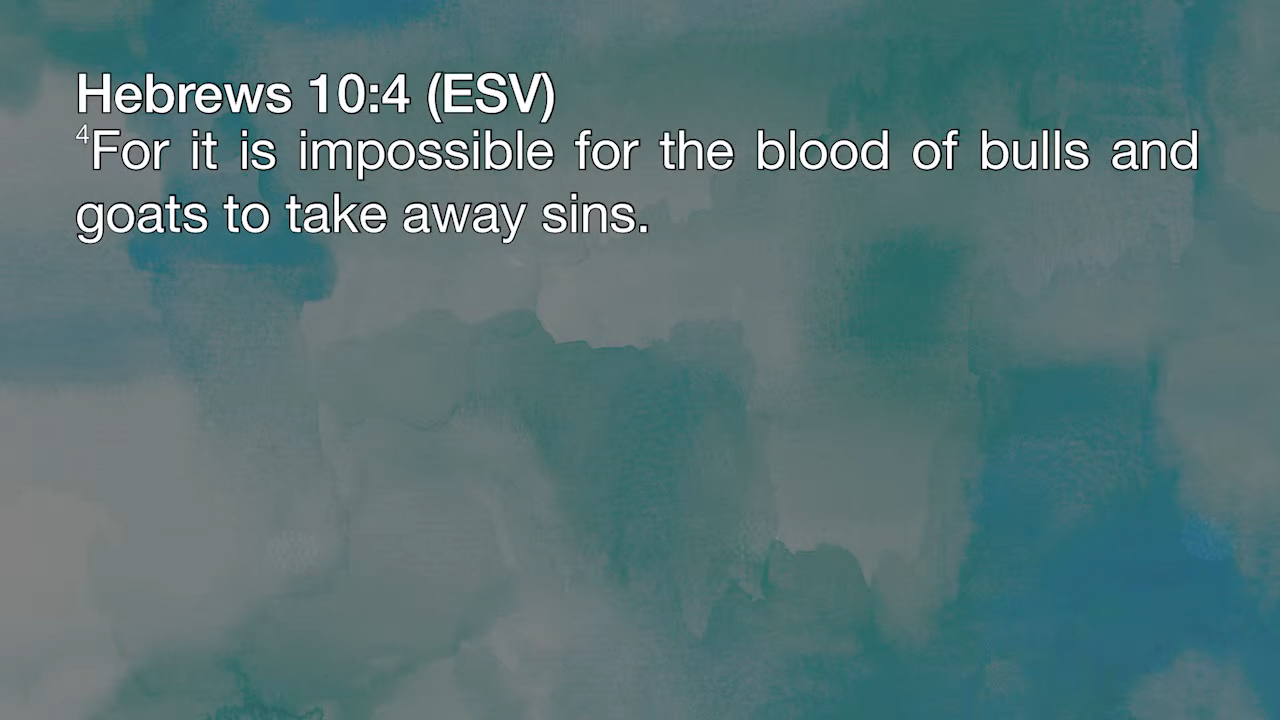 Hebrews 10:4 (ESV)
⁴For it is impossible for the blood of bulls and
goats to take away sins.